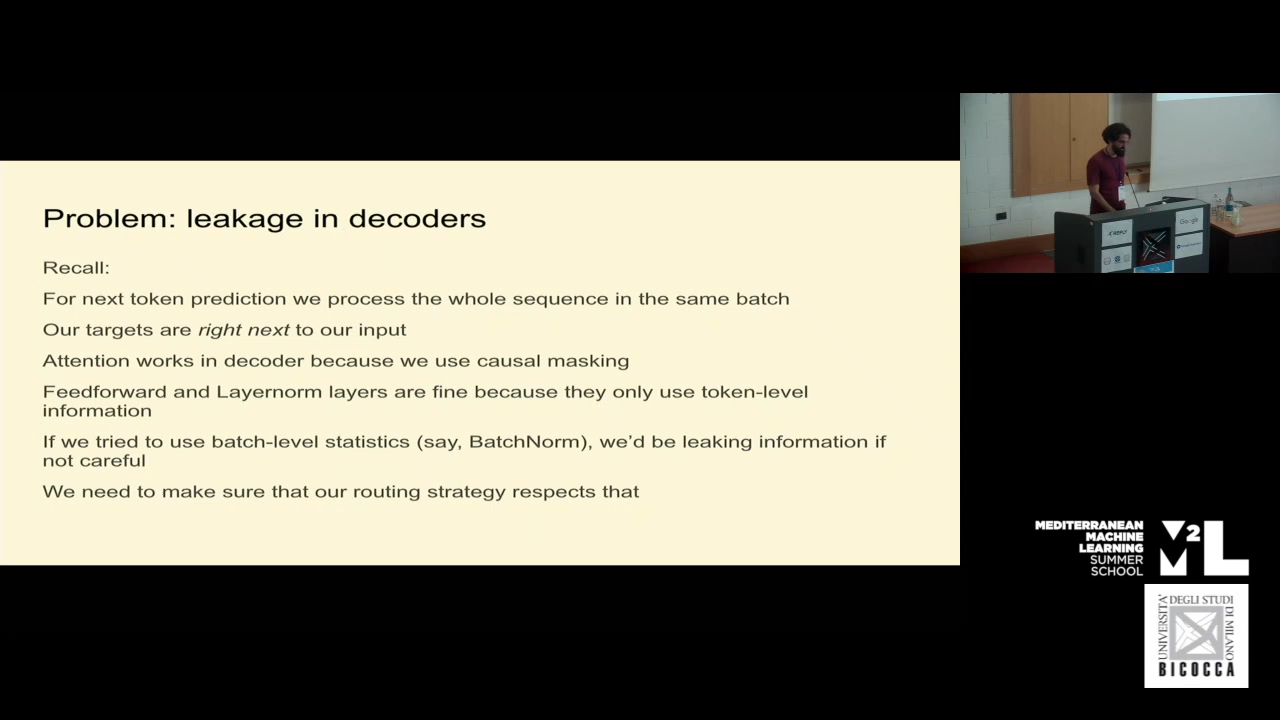 Problem: leakage in decoders
Recall:
For next token prediction we process the whole sequence in the same batch
Our targets are right next to our input
Attention works in decoder because we use causal masking
Feedforward and Layernorm layers are fine because they only use token-level
information
If we tried to use batch-level statistics (say, BatchNorm), we'd be leaking information if
not careful
We need to make sure that our routing strategy respects that
REPLY
Google
MEDITERRANEAN
MACHINE
LEARNING
SUMMER
SCHOOL
M2L
UNIVERSITÀ
DEGLI STUDI
DI MILANO
BICOCCA